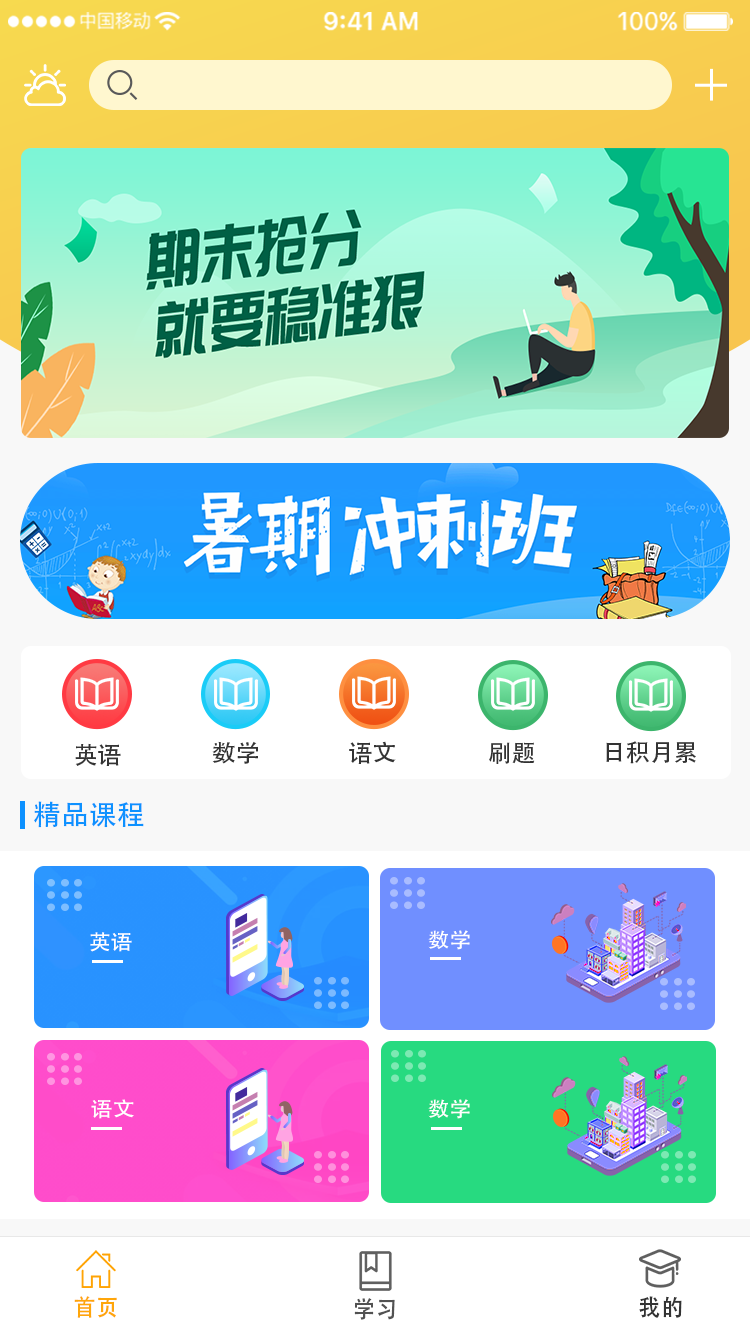 中国移动
9:41 AM
100%
期末抢分
就要稳准狠
暑期冲刺班
英语
数学
语文
刷题
日积月累
精品课程
英语
数学
语文
数学
首页
学习
我的